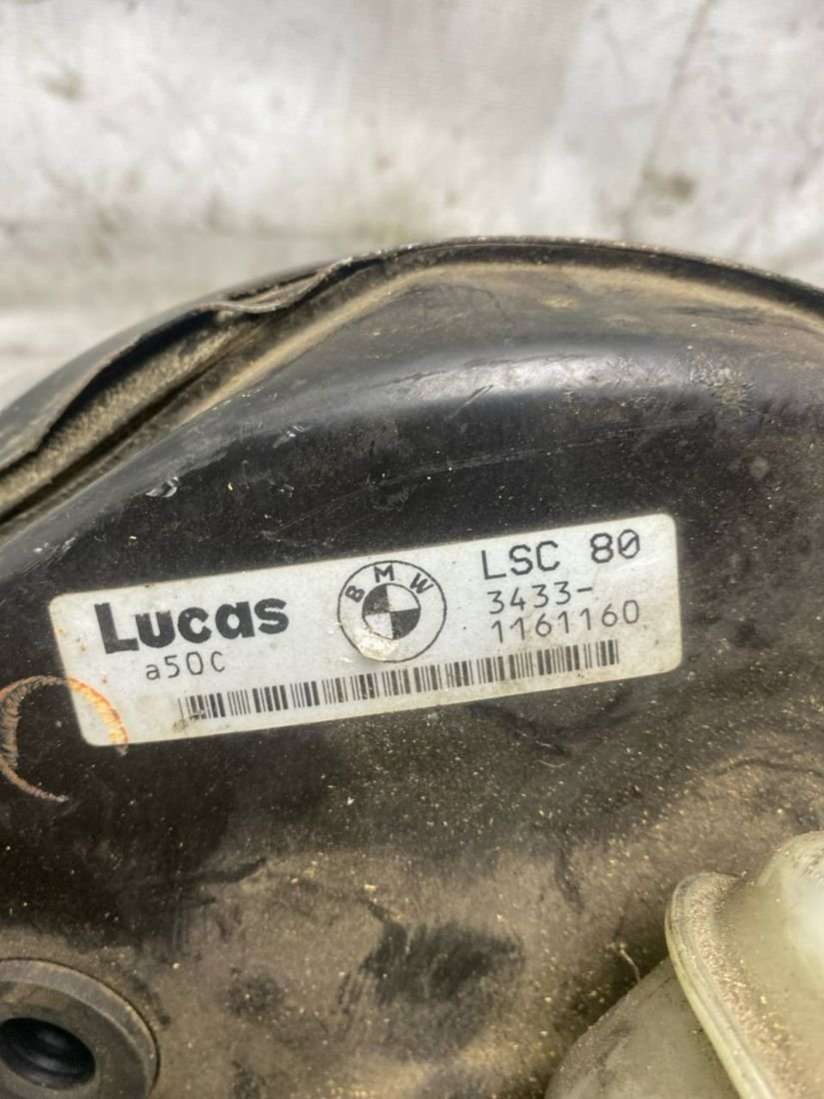 Lucas
a50C
BMW
LSC 80
3433-
1161160